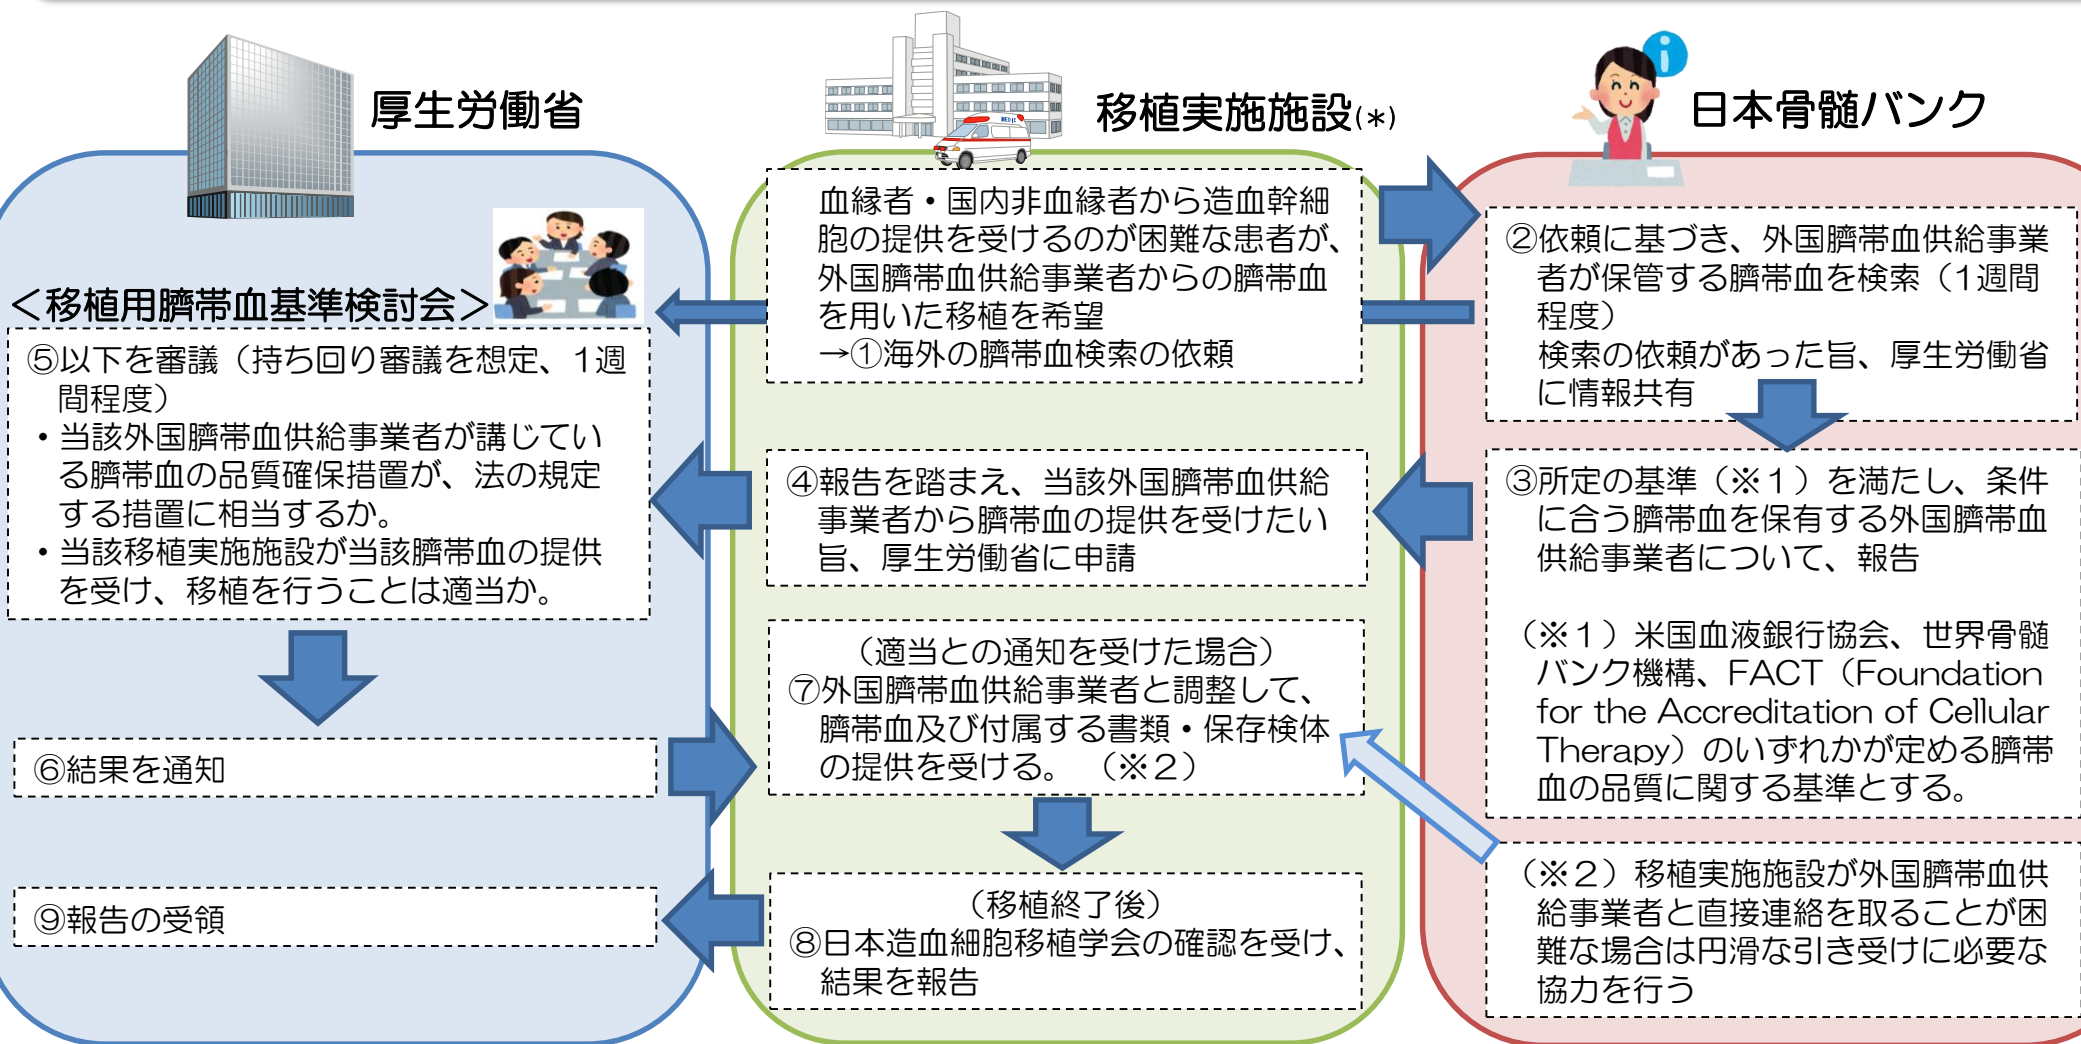 厚生労働省
<移植用臍帯血基準検討会>
⑤以下を審議（持ち回り審議を想定、1週
間程度）
・当該外国臍帯血供給事業者が講じてい
る臍帯血の品質確保措置が、法の規定
する措置に相当するか。
・当該移植実施施設が当該臍帯血の提供
を受け、移植を行うことは適当か。
⑥結果を通知
⑨報告の受領
MEDIC
移植実施施設(*)
血縁者・国内非血縁者から造血幹細
胞の提供を受けるのが困難な患者が、
外国臍帯血供給事業者からの臍帯血
を用いた移植を希望
→①海外の臍帯血検索の依頼
④報告を踏まえ、当該外国臍帯血供給
事業者から臍帯血の提供を受けたい
旨、厚生労働省に申請
（適当との通知を受けた場合）
⑦外国臍帯血供給事業者と調整して、
臍帯血及び付属する書類・保存検体
の提供を受ける。（※2）
（移植終了後）
⑧日本造血細胞移植学会の確認を受け、
結果を報告
i
日本骨髄バンク
②依頼に基づき、外国臍帯血供給事業
者が保管する臍帯血を検索（1週間
程度）
検索の依頼があった旨、厚生労働省
に情報共有
③所定の基準（※1）を満たし、条件
に合う臍帯血を保有する外国臍帯血
供給事業者について、報告
（※1）米国血液銀行協会、世界骨髄
バンク機構、FACT（Foundation
for the Accreditation of Cellular
Therapy）のいずれかが定める臍帯
血の品質に関する基準とする。
（※2）移植実施施設が外国臍帯血供
給事業者と直接連絡を取ることが困
難な場合は円滑な引き受けに必要な
協力を行う